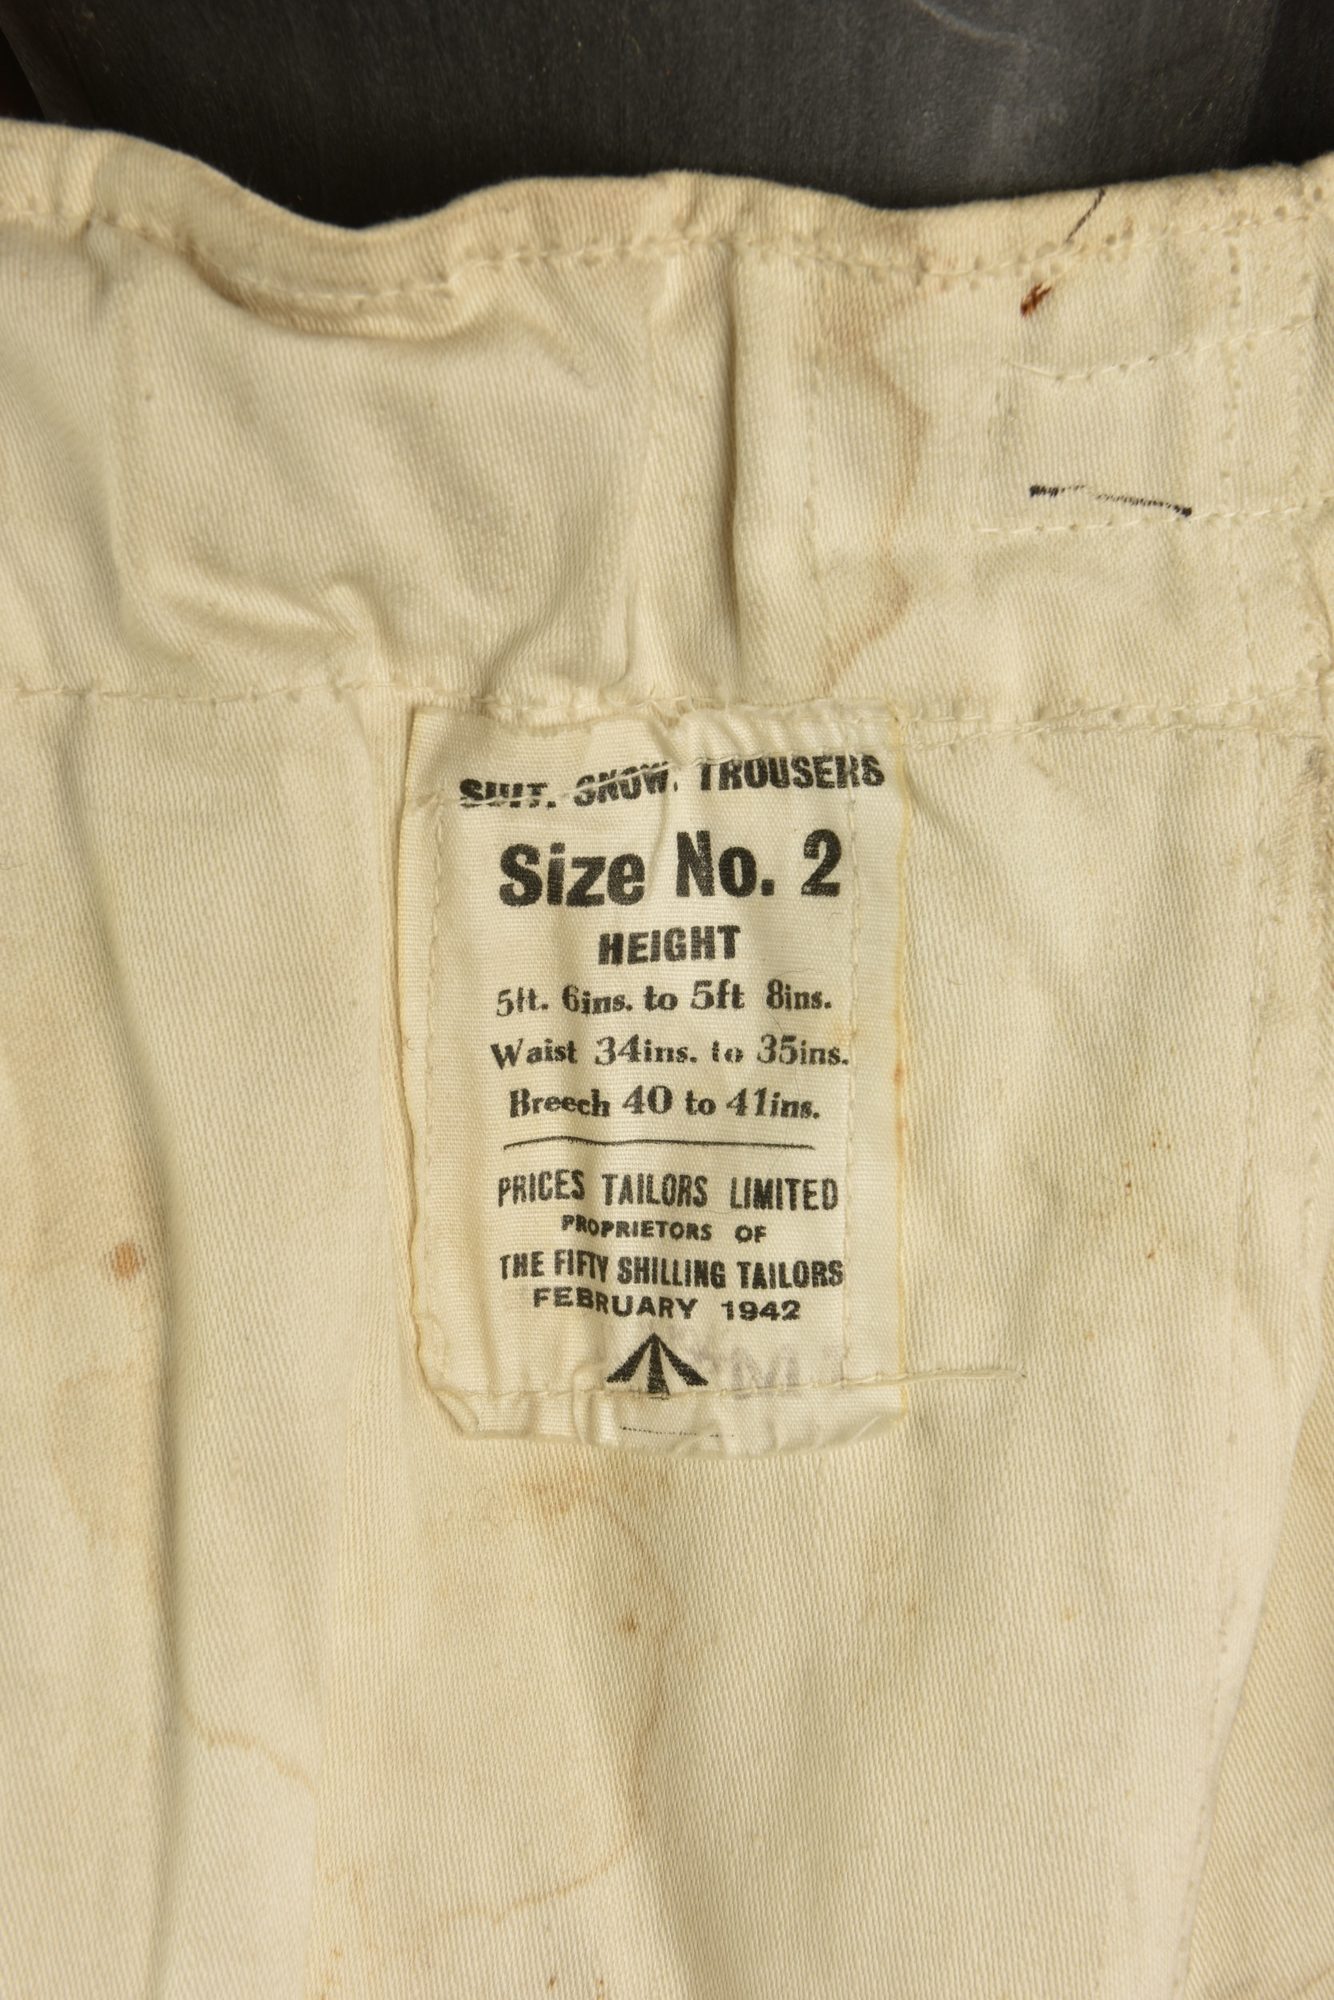 SUIT. SNOW. TROUSERS
Size No. 2
HEIGHT
5ft. 6ins. to 5ft 8ins.
Waist 34ins. to 35ins.
Breech 40 to 41ins.
PRICES TAILORS LIMITED
PROPRIETORS OF
THE FIFTY SHILLING TAILORS
FEBRUARY 1942